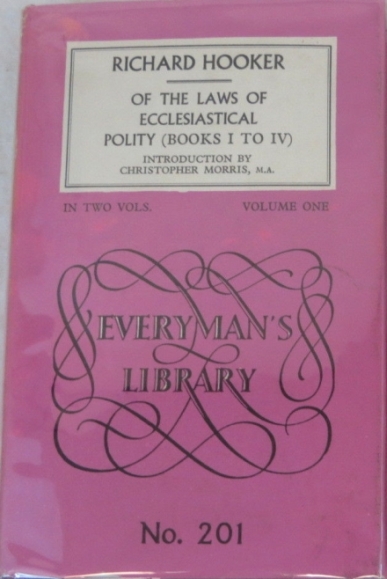 RICHARD HOOKER
OF THE LAWS OF
ECCLESIASTICAL
POLITY (BOOKS I TO IV)
INTRODUCTION BY
CHRISTOPHER MORRIS, M.A.
IN TWO VOLS. VOLUME ONE
EVERYMAN'S
LIBRARY
No. 201